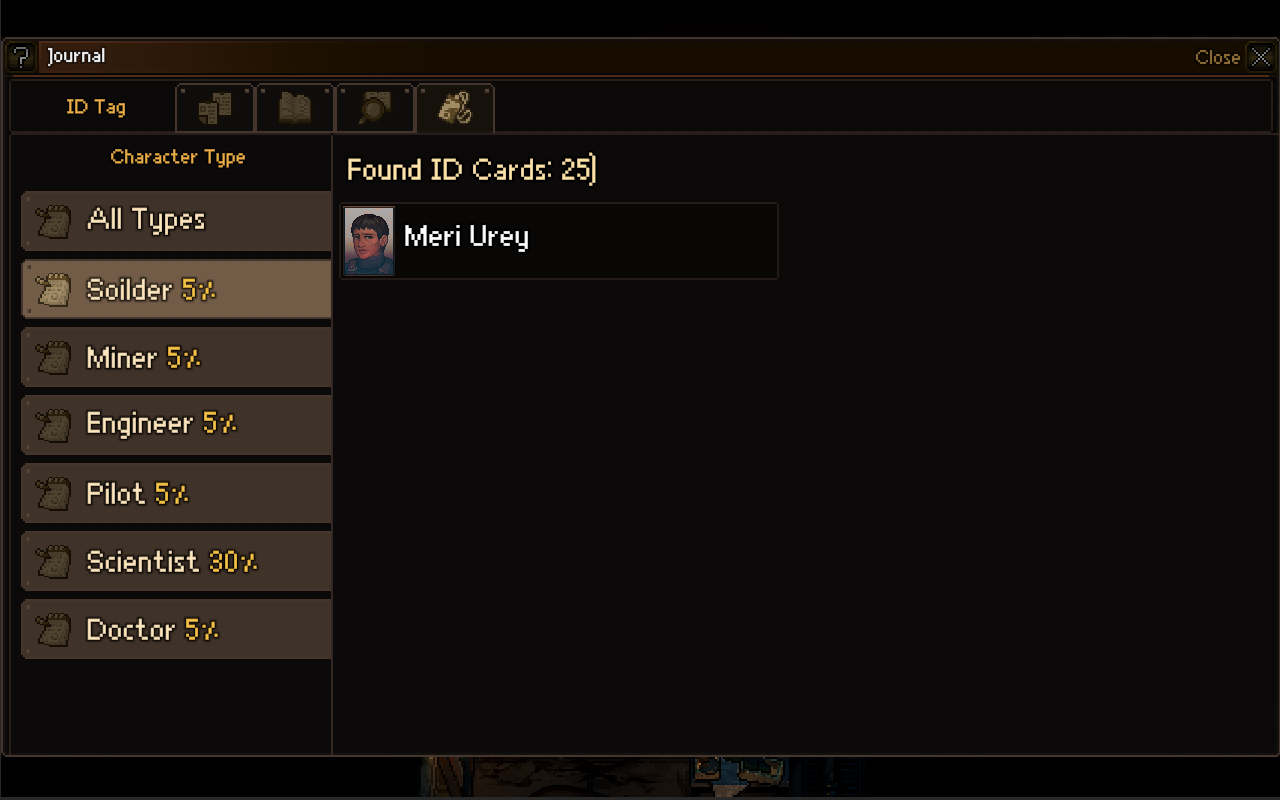 Journal
Close
ID Tag
Character Type
Found ID Cards: 25]
All Types
Meri Urey
Soilder 5%
Miner 5%
Engineer 5%
Pilot 5%
Scientist 30%
Doctor 5%